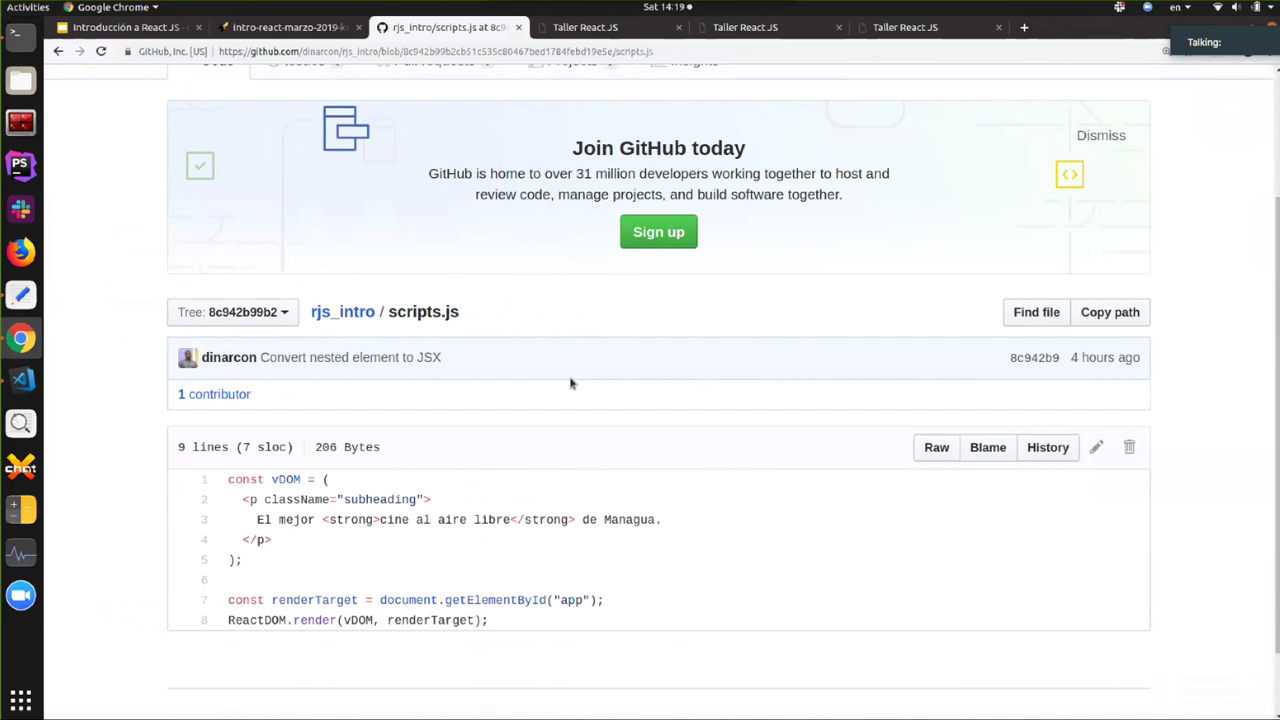 Activities
Google Chrome
Sat 14:19
en
Introducción a React JS -
intro-react-marzo-2019-k
rjs_intro/scripts.js at 8c9
Taller React JS
Taller React JS
Taller React JS
GitHub, Inc. [US]
https://github.com/dinarcon/rjs_intro/blob/8c942b99b2cb51c535c80467bed1784febd19e5e/scripts.js
Talking:
Join GitHub today
Dismiss
GitHub is home to over 31 million developers working together to host and
review code, manage projects, and build software together.
Sign up
Tree: 8c942b99b2
rjs_intro / scripts.js
Find file
Copy path
dinarcon Convert nested element to JSX
8c942b9 4 hours ago
1 contributor
9 lines (7 sloc) 206 Bytes
Raw
Blame
History
1 const vDOM = (
2 <p className="subheading">
3 El mejor <strong>cine al aire libre</strong> de Managua.
4 </p>
5 );
6
7 const renderTarget = document.getElementById("app");
8 ReactDOM.render(vDOM, renderTarget);
PS
chat